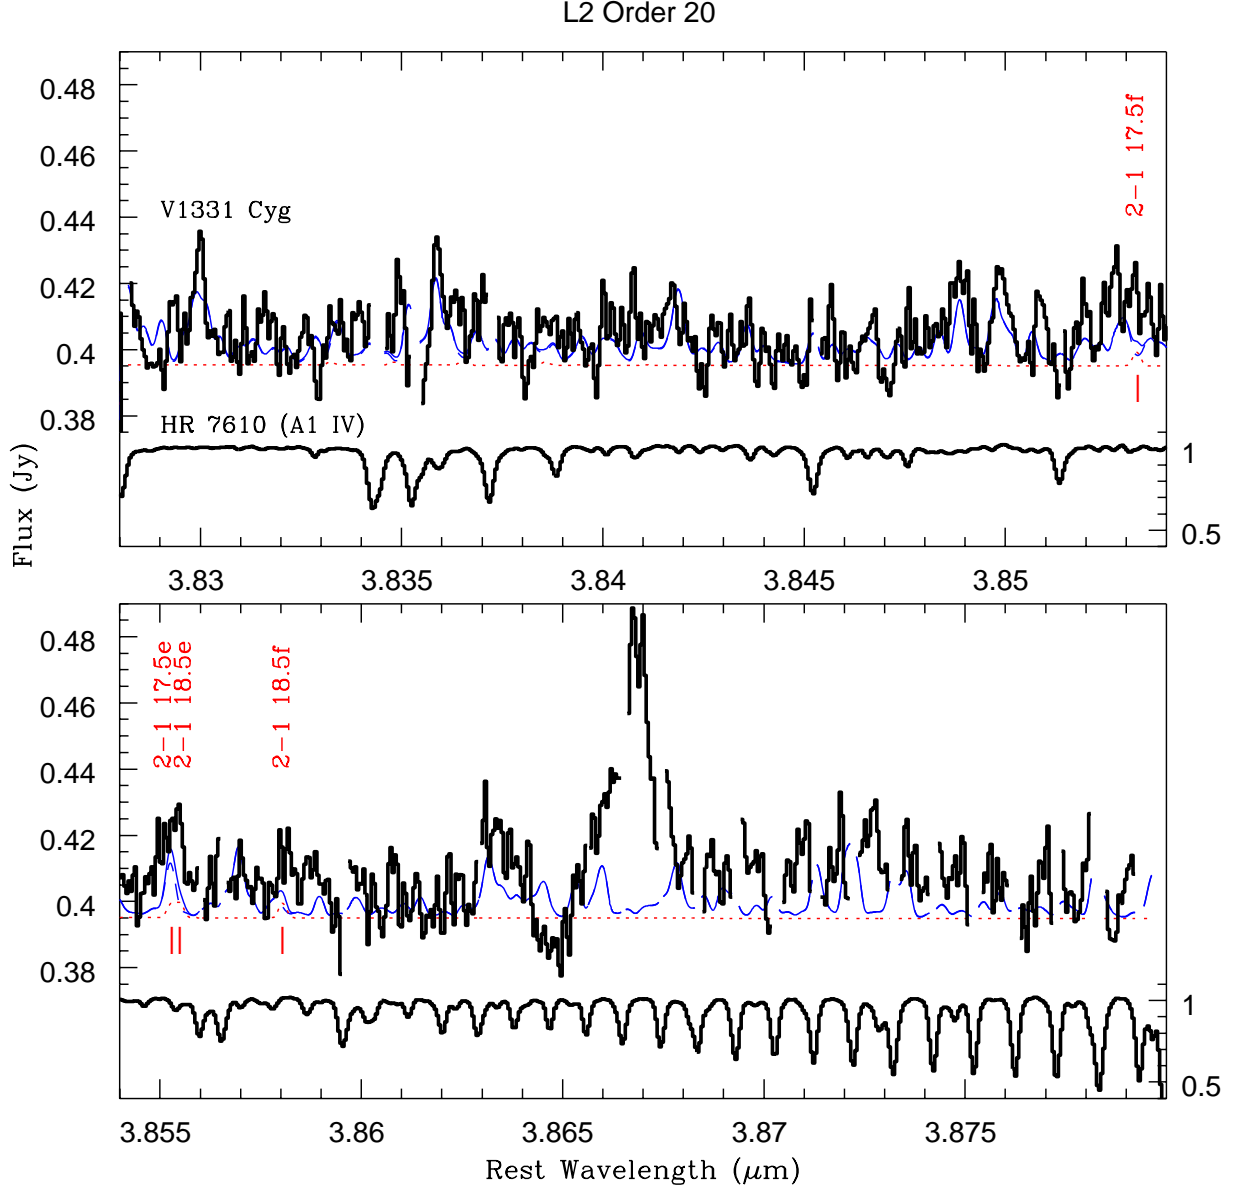 L2 Order 20
0.48
0.46
0.44
0.42
0.4
0.38
V1331 Cyg
2-1 17.5f
HR 7610 (A1 IV)
1
0.5
3.83
3.835
3.84
3.845
3.85
Flux (Jy)
0.48
0.46
0.44
0.42
0.4
0.38
2-1 17.5e
2-1 18.5e
2-1 18.5f
1
0.5
3.855
3.86
3.865
3.87
3.875
Rest Wavelength (μm)